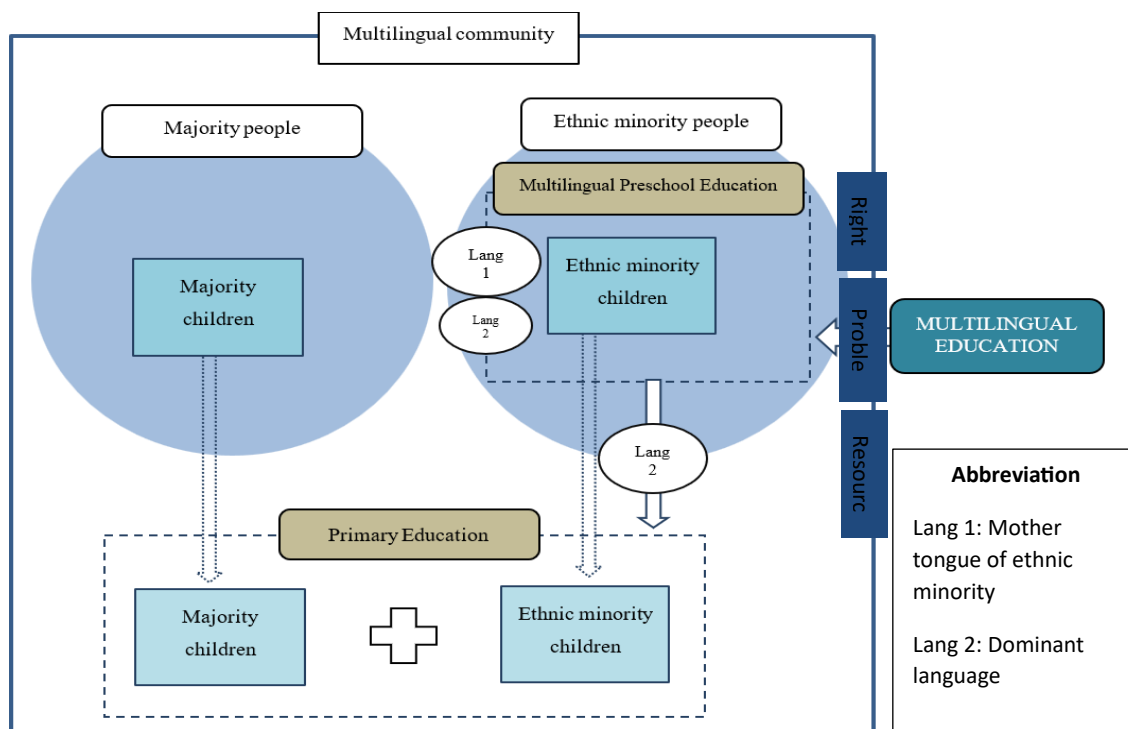 Multilingual community
Majority people
Ethnic minority people
Multilingual Preschool Education
Lang
1
Lang
2
Ethnic minority
children
Majority
children
Right
Proble
Resourc
MULTILINGUAL
EDUCATION
Lang
2
Primary Education
Majority
children
Ethnic minority
children
Abbreviation
Lang 1: Mother
tongue of ethnic
minority
Lang 2: Dominant
language